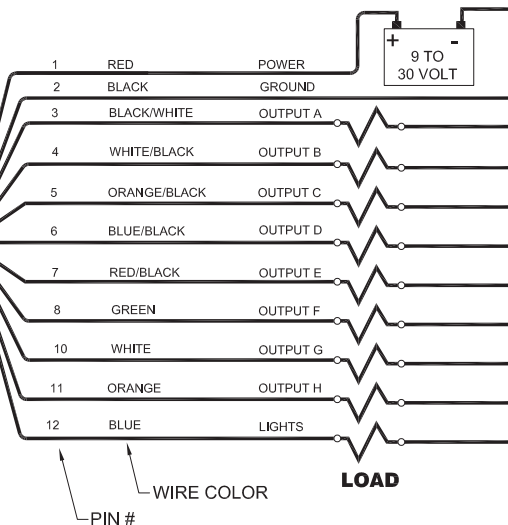 + -
9 TO
30 VOLT
1 RED POWER
2 BLACK GROUND
3 BLACK/WHITE OUTPUT A
4 WHITE/BLACK OUTPUT B
5 ORANGE/BLACK OUTPUT C
6 BLUE/BLACK OUTPUT D
7 RED/BLACK OUTPUT E
8 GREEN OUTPUT F
10 WHITE OUTPUT G
11 ORANGE OUTPUT H
12 BLUE LIGHTS
LOAD
WIRE COLOR
PIN #